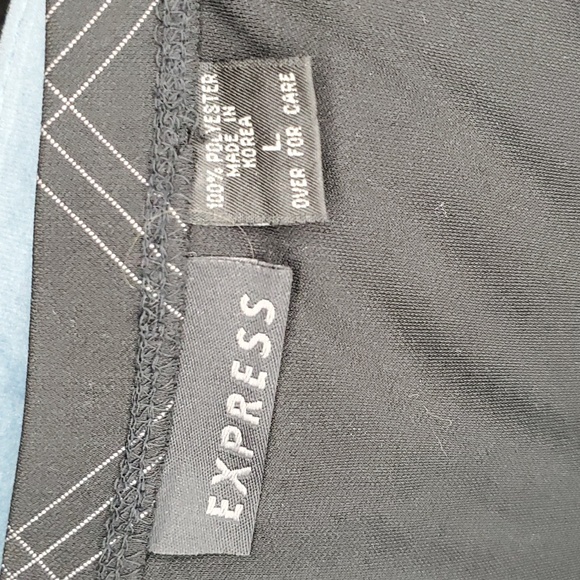 100% POLYESTER
MADE IN
KOREA
L
OVER FOR CARE
EXPRESS